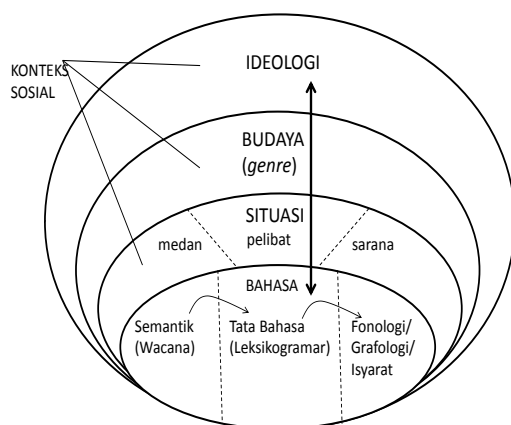 IDEOLOGI
KONTEKS
SOSIAL
BUDAYA
(genre)
SITUASI
medan
pelibat
sarana
BAHASA
Semantik
(Wacana)
Tata Bahasa
(Leksikogramar)
Fonologi/
Grafologi/
Isyarat